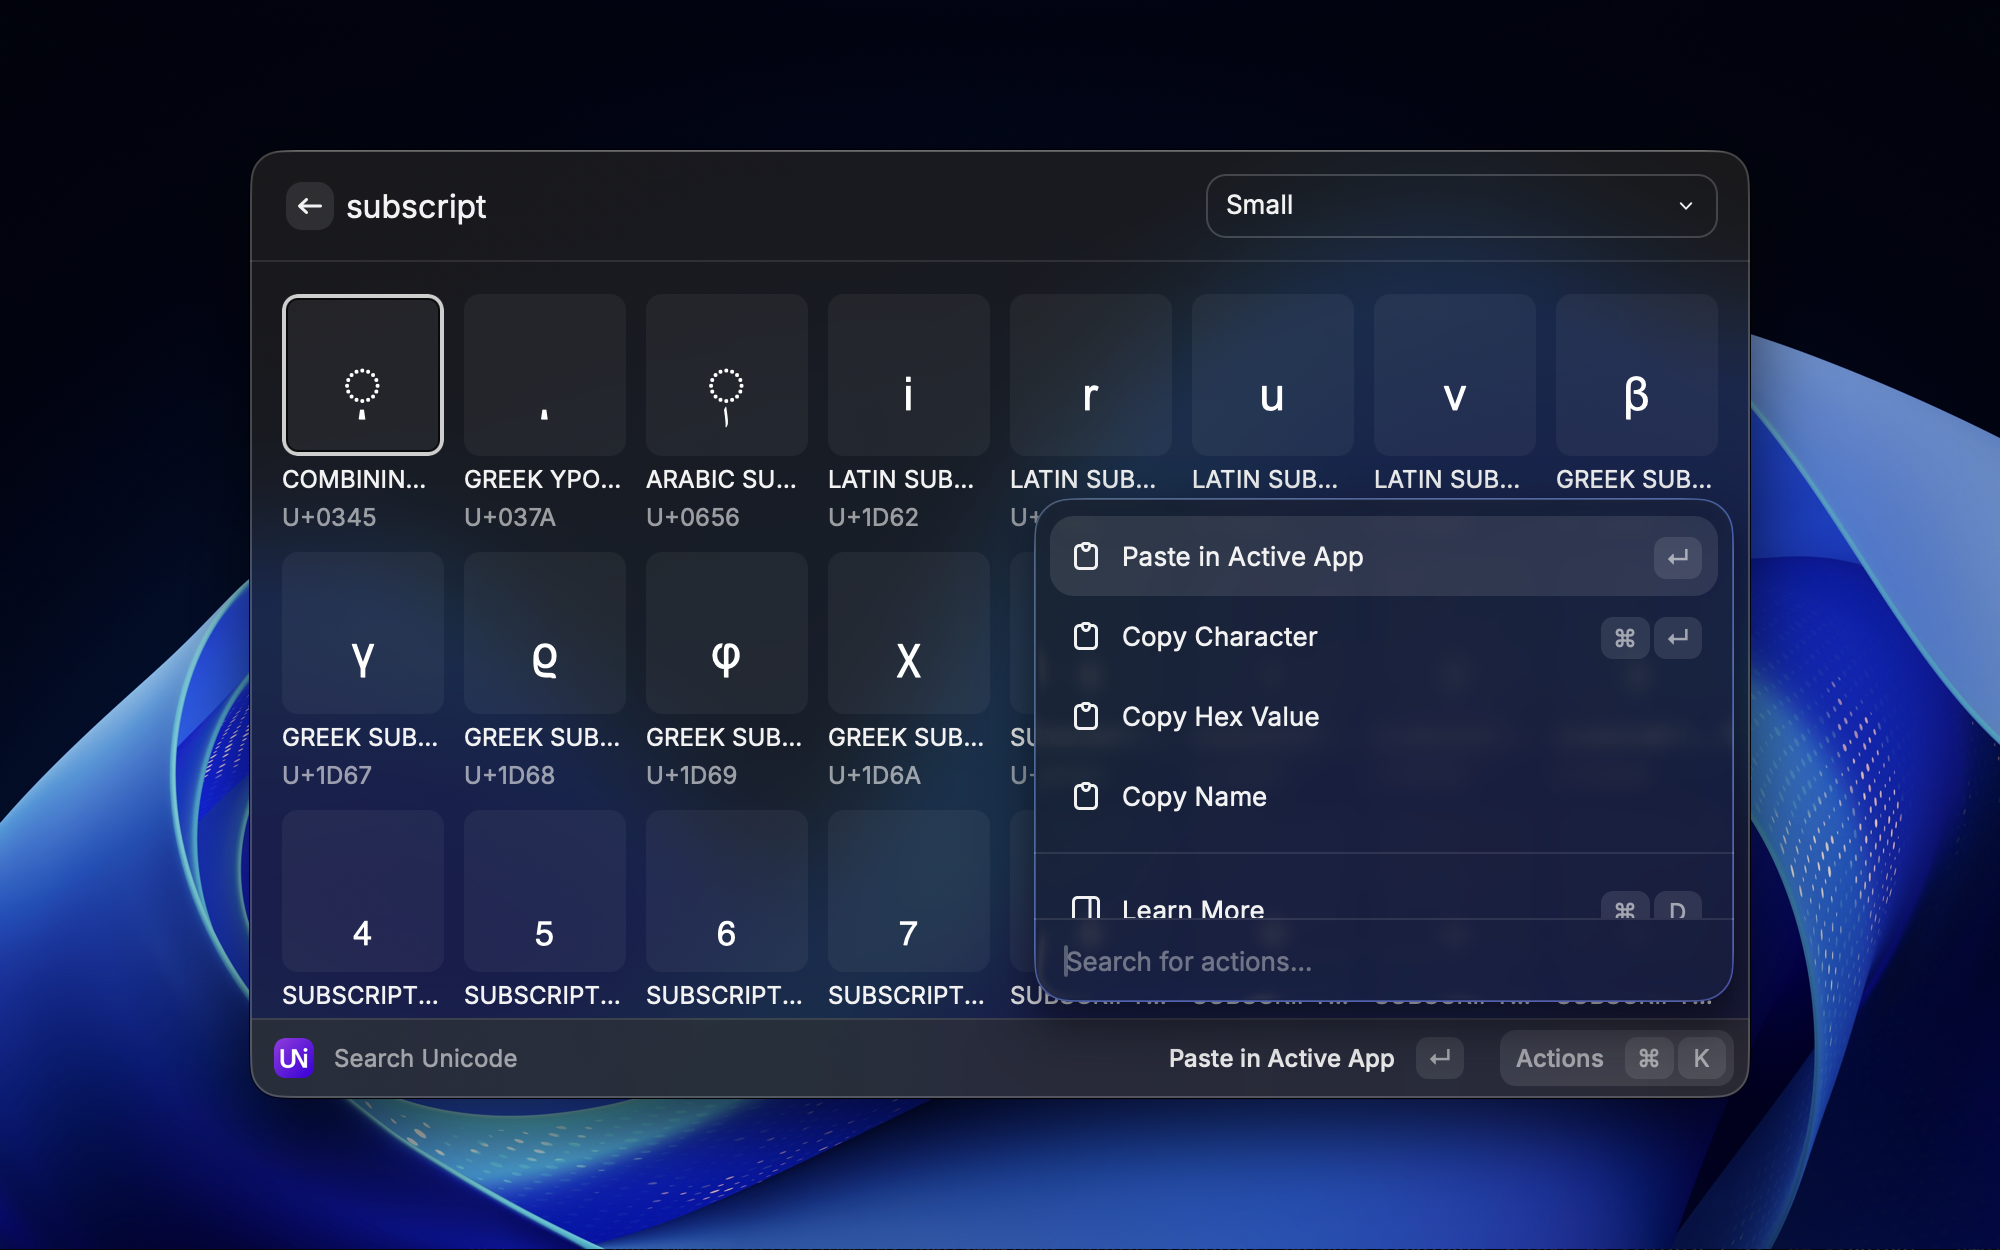 subscript
Small
ͅ
ͺ
ٖ
i
r
u
v
β
COMBININ...
GREEK YPO...
ARABIC SU...
LATIN SUB...
LATIN SUB...
LATIN SUB...
LATIN SUB...
GREEK SUB...
U+0345
U+037A
U+0656
U+1D62
γ
ϱ
φ
χ
GREEK SUB...
GREEK SUB...
GREEK SUB...
GREEK SUB...
U+1D67
U+1D68
U+1D69
U+1D6A
4
5
6
7
SUBSCRIPT...
SUBSCRIPT...
SUBSCRIPT...
SUBSCRIPT...
Paste in Active App ↵
Copy Character ⌘ ↵
Copy Hex Value
Copy Name
Learn More ⌘ D
Search for actions...
UNi Search Unicode
Paste in Active App ↵
Actions ⌘ K